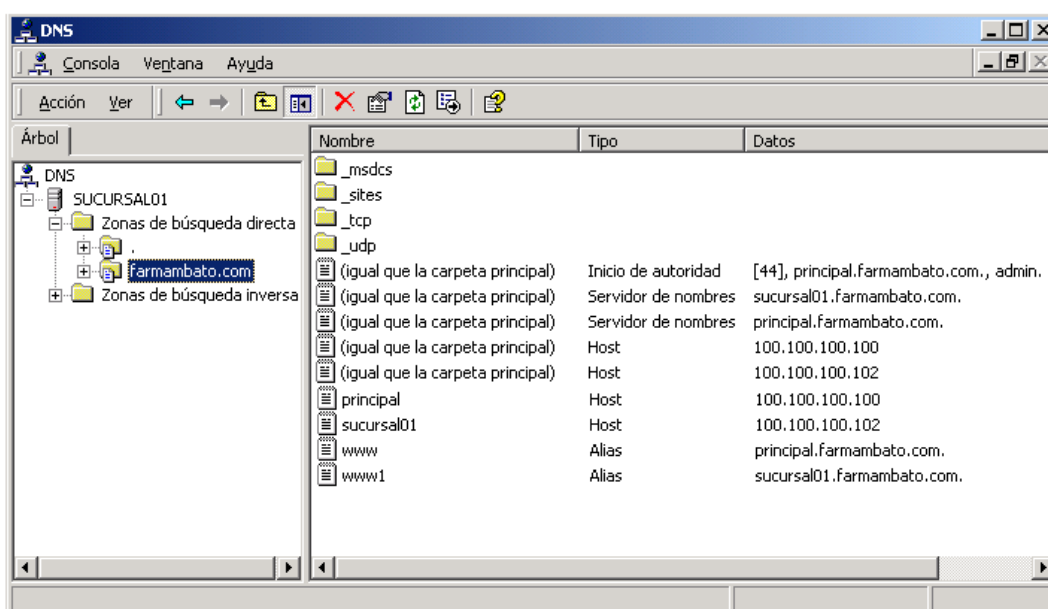 DNS
Consola Ventana Ayuda
Acción Ver
Árbol
Nombre Tipo Datos
DNS
SUCURSAL01
Zonas de búsqueda directa
.
farmambato.com
Zonas de búsqueda inversa
_msdcs
_sites
_tcp
_udp
(igual que la carpeta principal) Inicio de autoridad [44], principal.farmambato.com., admin.
(igual que la carpeta principal) Servidor de nombres sucursal01.farmambato.com.
(igual que la carpeta principal) Servidor de nombres principal.farmambato.com.
(igual que la carpeta principal) Host 100.100.100.100
(igual que la carpeta principal) Host 100.100.100.102
principal Host 100.100.100.100
sucursal01 Host 100.100.100.102
www Alias principal.farmambato.com.
www1 Alias sucursal01.farmambato.com.